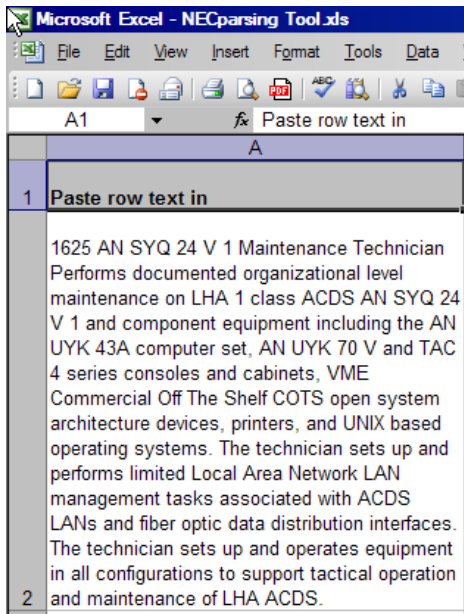 Microsoft Excel - NECparsing Tool.xls
File Edit View Insert Format Tools Data
PDF ABC
A1 fx Paste row text in
A
1 Paste row text in
1625 AN SYQ 24 V 1 Maintenance Technician
Performs documented organizational level
maintenance on LHA 1 class ACDS AN SYQ 24
V 1 and component equipment including the AN
UYK 43A computer set, AN UYK 70 V and TAC
4 series consoles and cabinets, VME
Commercial Off The Shelf COTS open system
architecture devices, printers, and UNIX based
operating systems. The technician sets up and
performs limited Local Area Network LAN
management tasks associated with ACDS
LANs and fiber optic data distribution interfaces.
The technician sets up and operates equipment
in all configurations to support tactical operation
2 and maintenance of LHA ACDS.